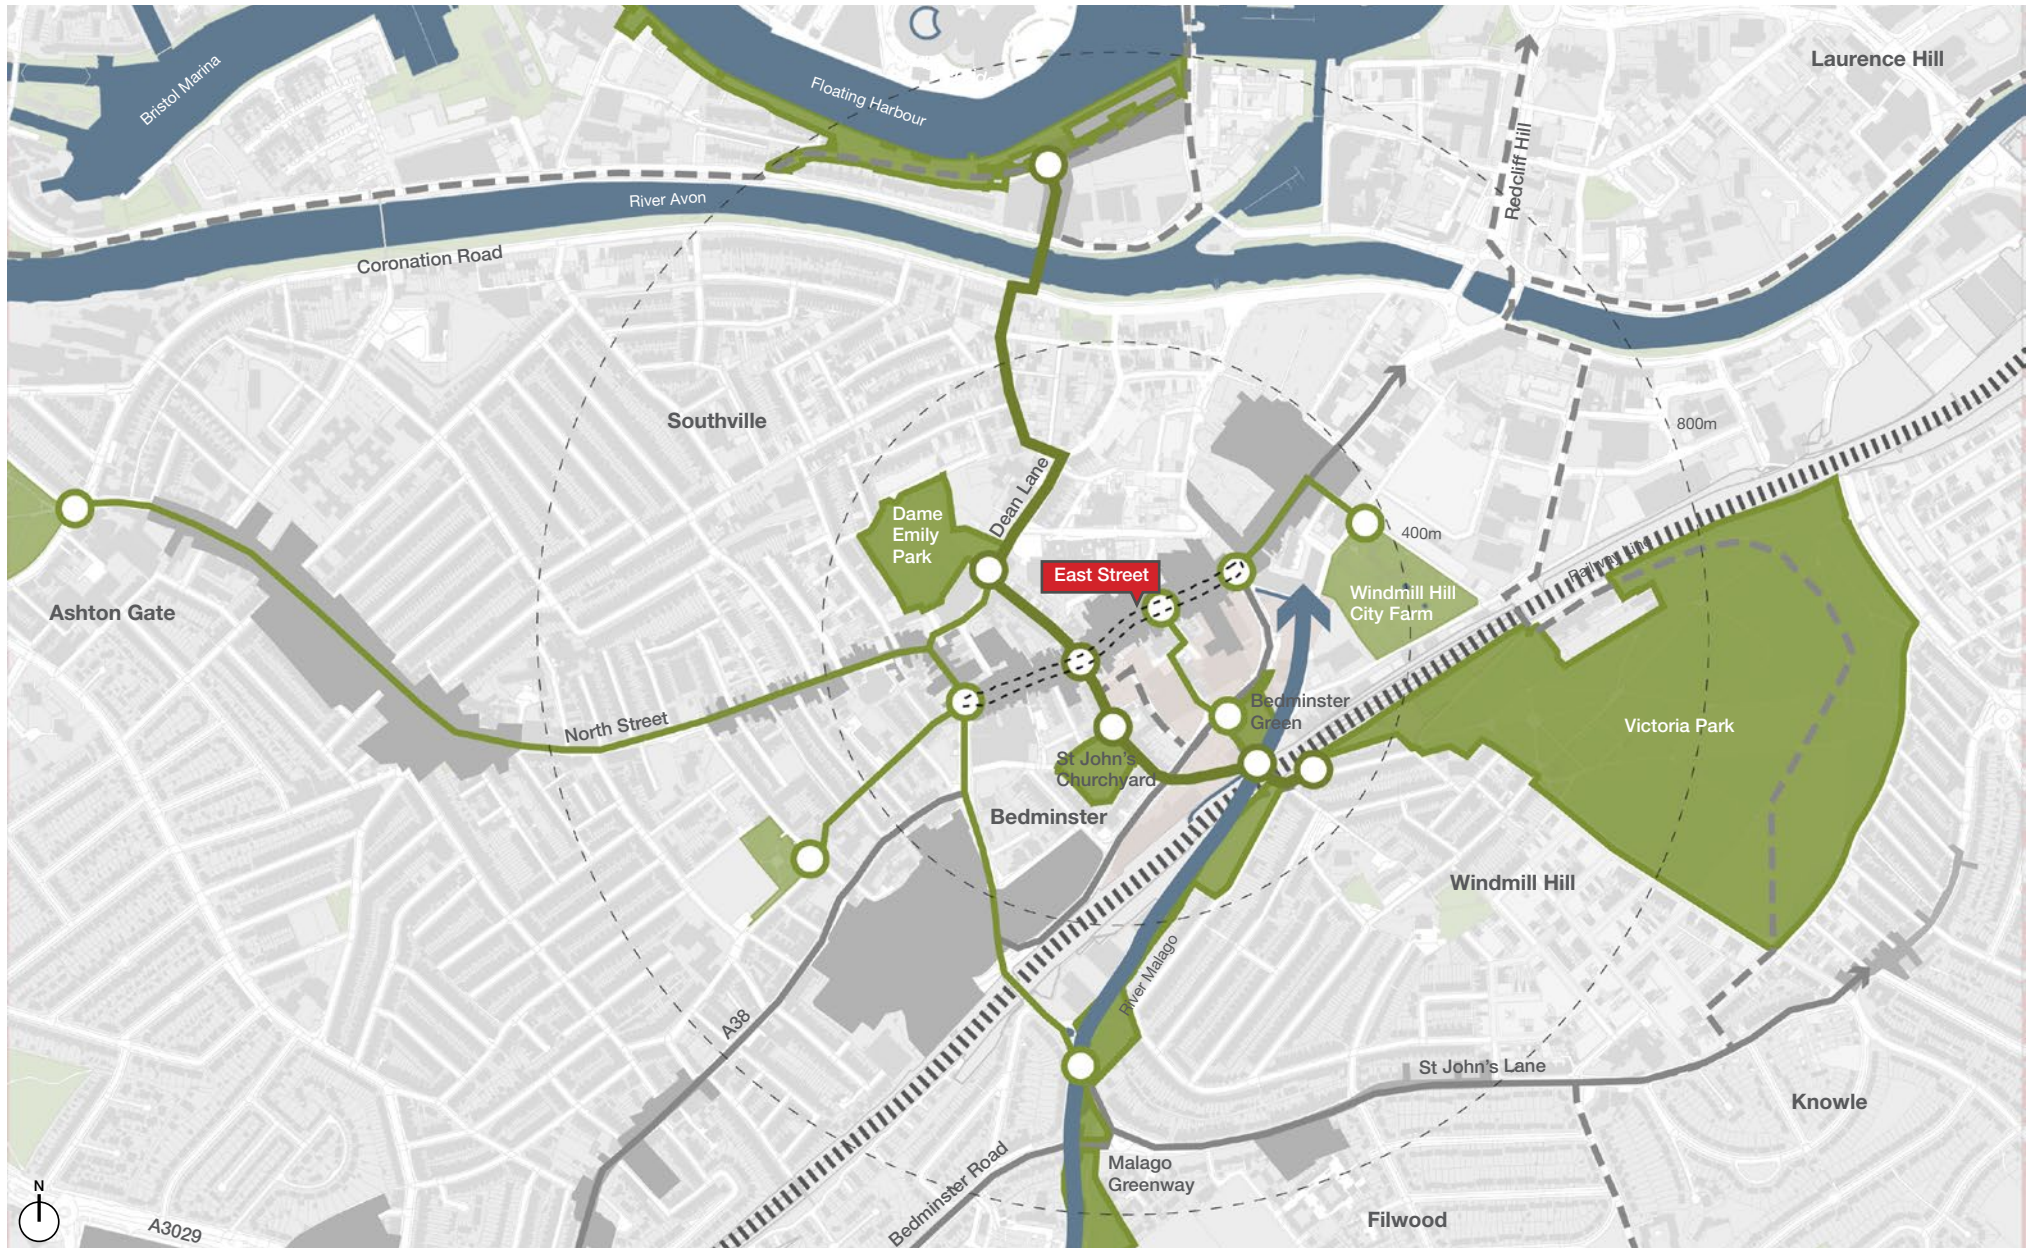 Laurence Hill
Bristol Marina
Floating Harbour
Redcliff Hill
River Avon
Coronation Road
Southville
800m
Dean Lane
Dame
Emily
Park
400m
Railway Line
East Street
Windmill Hill
City Farm
Ashton Gate
Bedminster
Green
North Street
Victoria Park
St John's
Churchyard
Bedminster
Windmill Hill
River Malago
A38
St John's Lane
Knowle
Malago
Greenway
Bedminster Road
N
A3029
Filwood